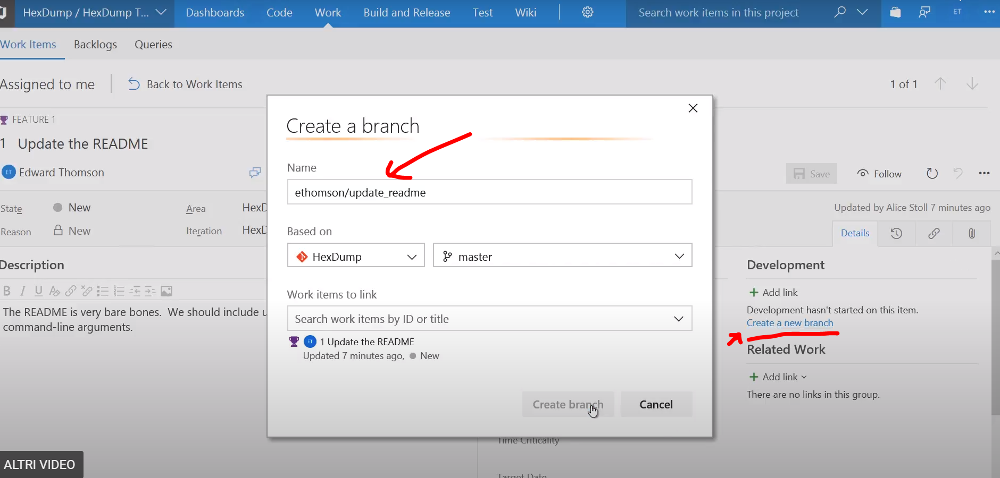 HexDump / HexDump T...
Dashboards
Code
Work
Build and Release
Test
Wiki
Search work items in this project
ET
Work Items
Backlogs
Queries
Assigned to me
Back to Work Items
1 of 1
FEATURE 1
1 Update the README
ET Edward Thomson
Save
Follow
State
New
Area
HexD
Reason
New
Iteration
HexD
Updated by Alice Stoll 7 minutes ago
Details
Description
B I U
The README is very bare bones. We should include u
command-line arguments.
Create a branch
Name
ethomson/update_readme
Based on
HexDump
master
Work items to link
Search work items by ID or title
ET 1 Update the README
Updated 7 minutes ago, New
Create branch
Cancel
Development
+ Add link
Development hasn't started on this item.
Create a new branch
Related Work
+ Add link
There are no links in this group.
Time Criticality
Target Date
ALTRI VIDEO